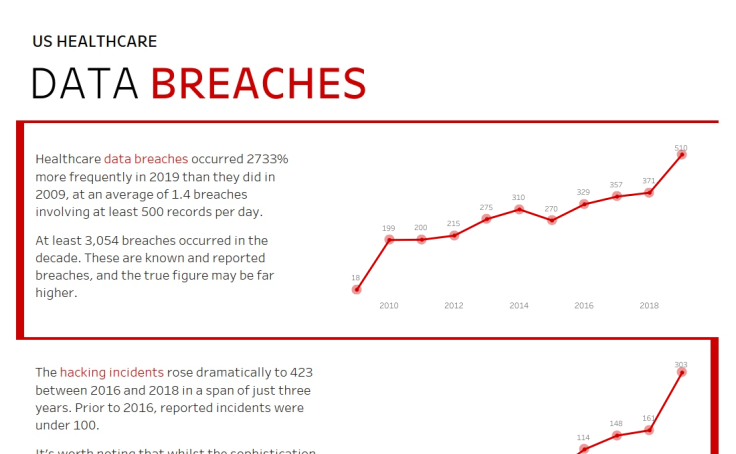 US HEALTHCARE
DATA BREACHES
Healthcare data breaches occurred 2733%
more frequently in 2019 than they did in
2009, at an average of 1.4 breaches
involving at least 500 records per day.
At least 3,054 breaches occurred in the
decade. These are known and reported
breaches, and the true figure may be far
higher.
18
199
200
215
275
310
270
329
357
371
510
2010
2012
2014
2016
2018
The hacking incidents rose dramatically to 423
between 2016 and 2018 in a span of just three
years. Prior to 2016, reported incidents were
under 100.
It's worth noting that whilst the sophistication
114
148
161
303